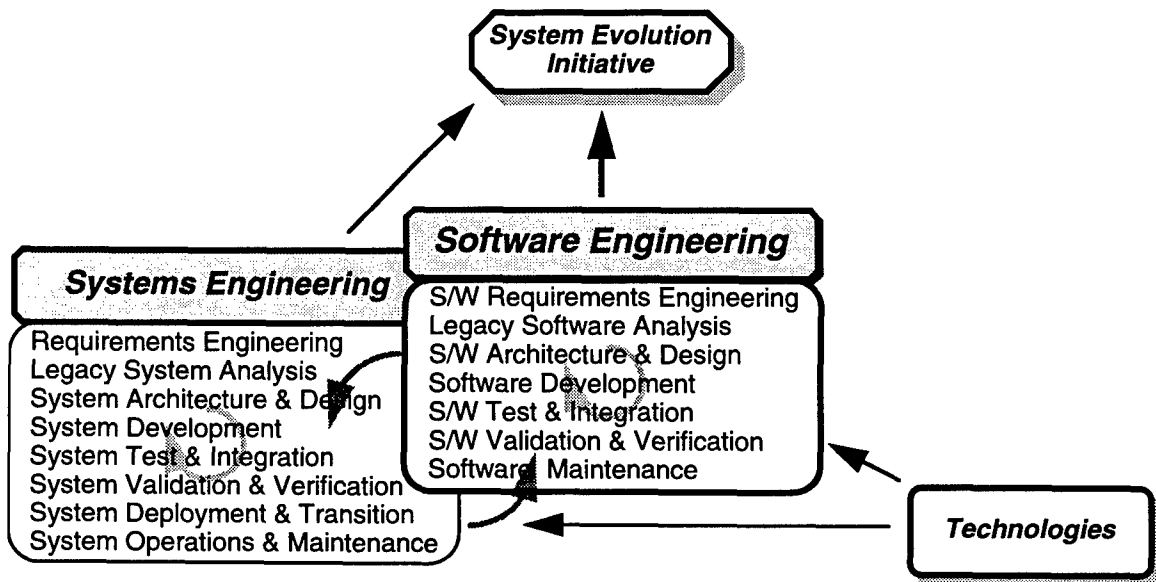 System Evolution
Initiative
Software Engineering
Systems Engineering
S/W Requirements Engineering
Legacy Software Analysis
S/W Architecture & Design
Software Development
S/W Test & Integration
S/W Validation & Verification
Software Maintenance
Requirements Engineering
Legacy System Analysis
System Architecture & Design
System Development
System Test & Integration
System Validation & Verification
System Deployment & Transition
System Operations & Maintenance
Technologies